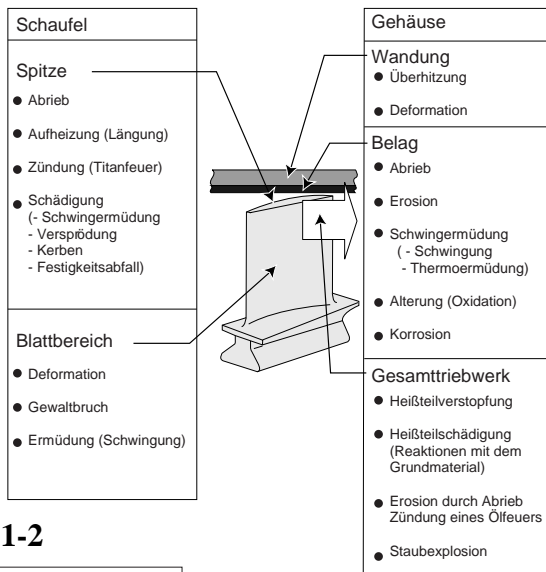 Schaufel
Spitze
● Abrieb
● Aufheizung (Längung)
● Zündung (Titanfeuer)
● Schädigung
(- Schwingermüdung
- Versprödung
- Kerben
- Festigkeitsabfall)
Blattbereich
● Deformation
● Gewaltbruch
● Ermüdung (Schwingung)
1-2
Gehäuse
Wandung
● Überhitzung
● Deformation
Belag
● Abrieb
● Erosion
● Schwingermüdung
( - Schwingung
- Thermoermüdung)
● Alterung (Oxidation)
● Korrosion
Gesamttriebwerk
● Heißteilverstopfung
● Heißteilschädigung
(Reaktionen mit dem
Grundmaterial)
● Erosion durch Abrieb
Zündung eines Ölfeuers
● Staubexplosion